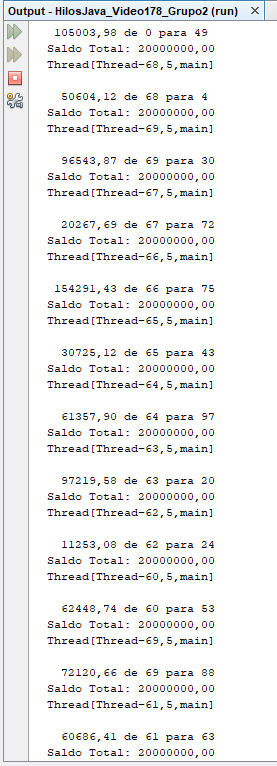 Output - HilosJava_Video178_Grupo2 (run)
105003,98 de 0 para 49
Saldo Total: 20000000,00
Thread[Thread-68,5,main]
50604,12 de 68 para 4
Saldo Total: 20000000,00
Thread[Thread-69,5,main]
96543,87 de 69 para 30
Saldo Total: 20000000,00
Thread[Thread-67,5,main]
20267,69 de 67 para 72
Saldo Total: 20000000,00
Thread[Thread-66,5,main]
154291,43 de 66 para 75
Saldo Total: 20000000,00
Thread[Thread-65,5,main]
30725,12 de 65 para 43
Saldo Total: 20000000,00
Thread[Thread-64,5,main]
61357,90 de 64 para 97
Saldo Total: 20000000,00
Thread[Thread-63,5,main]
97219,58 de 63 para 20
Saldo Total: 20000000,00
Thread[Thread-62,5,main]
11253,08 de 62 para 24
Saldo Total: 20000000,00
Thread[Thread-60,5,main]
62448,74 de 60 para 53
Saldo Total: 20000000,00
Thread[Thread-69,5,main]
72120,66 de 69 para 88
Saldo Total: 20000000,00
Thread[Thread-61,5,main]
60686,41 de 61 para 63
Saldo Total: 20000000,00